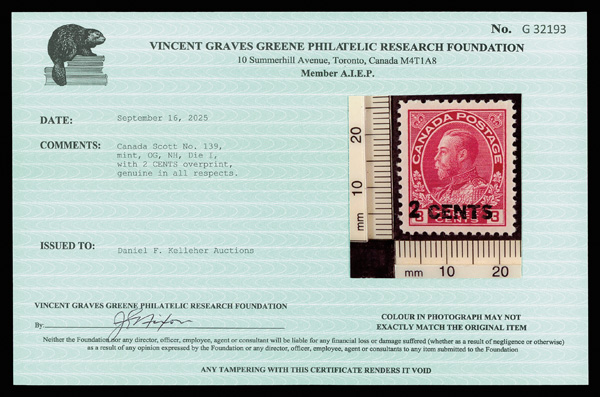 No. G 32193
VINCENT GRAVES GREENE PHILATELIC RESEARCH FOUNDATION
10 Summerhill Avenue, Toronto, Canada M4T1A8
Member A.I.E.P.
DATE: September 16, 2025
COMMENTS: Canada Scott No. 139,
mint, OG, NH, Die I,
with 2 CENTS overprint,
genuine in all respects.
ISSUED TO: Daniel F. Kelleher Auctions
20
10
mm
CANADA POSTAGE
2 CENTS
3 CENTS 3
mm 10 20
VINCENT GRAVES GREENE PHILATELIC RESEARCH FOUNDATION
By
COLOUR IN PHOTOGRAPH MAY NOT
EXACTLY MATCH THE ORIGINAL ITEM
Neither the Foundation nor any director, officer, employee, agent or consultant will be liable for any financial loss or damage suffered (whether as a result of negligence or otherwise)
as a result of any opinion expressed by the Foundation or any director, officer, employee, agent or consultants to any item submitted to the Foundation
ANY TAMPERING WITH THIS CERTIFICATE RENDERS IT VOID